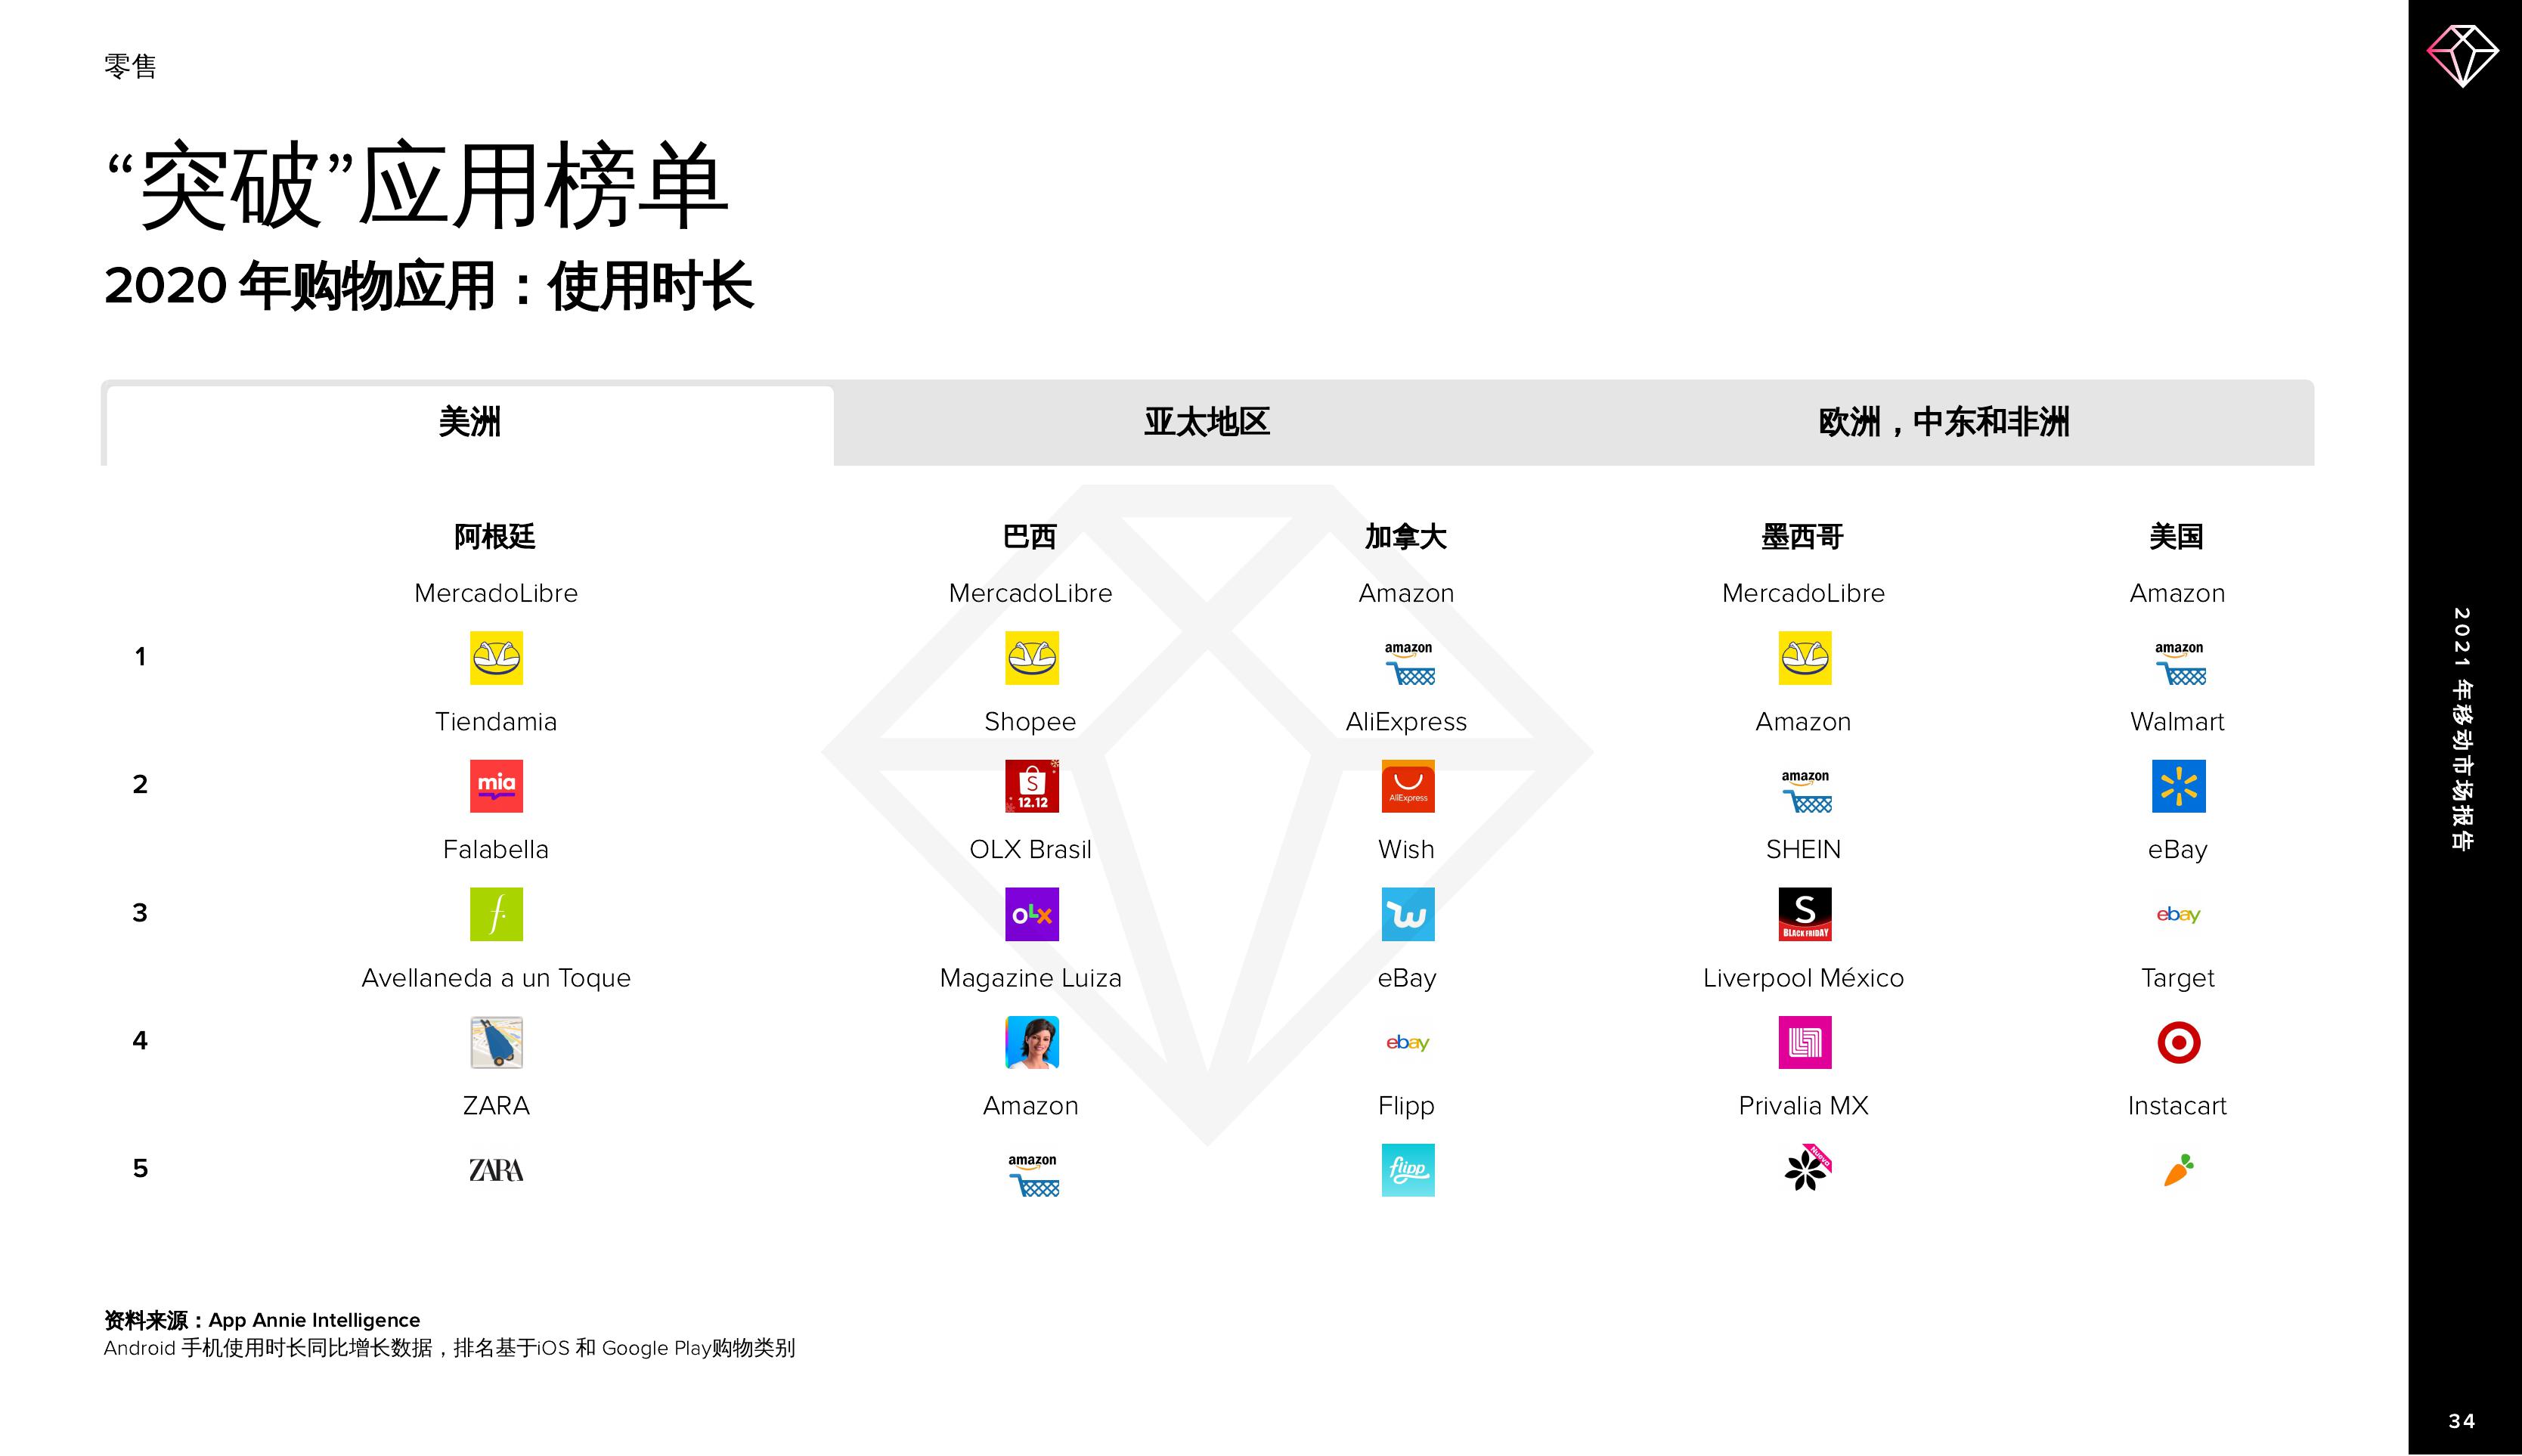 零售
“突破”应用榜单
2020 年购物应用：使用时长
美洲 亚太地区 欧洲，中东和非洲
阿根廷 巴西 加拿大 墨西哥 美国
MercadoLibre MercadoLibre Amazon MercadoLibre Amazon
1 amazon amazon
Tiendamia Shopee AliExpress Amazon Walmart
2 mia S 12.12 AliExpress amazon
Falabella OLX Brasil Wish SHEIN eBay
3 f. OLX w S BLACK FRIDAY ebay
Avellaneda a un Toque Magazine Luiza eBay Liverpool México Target
4 ebay
ZARA Amazon Flipp Privalia MX Instacart
5 ZARA amazon flipp Nuevo
资料来源：App Annie Intelligence
Android 手机使用时长同比增长数据，排名基于iOS 和 Google Play购物类别
2021 年移动市场报告
34